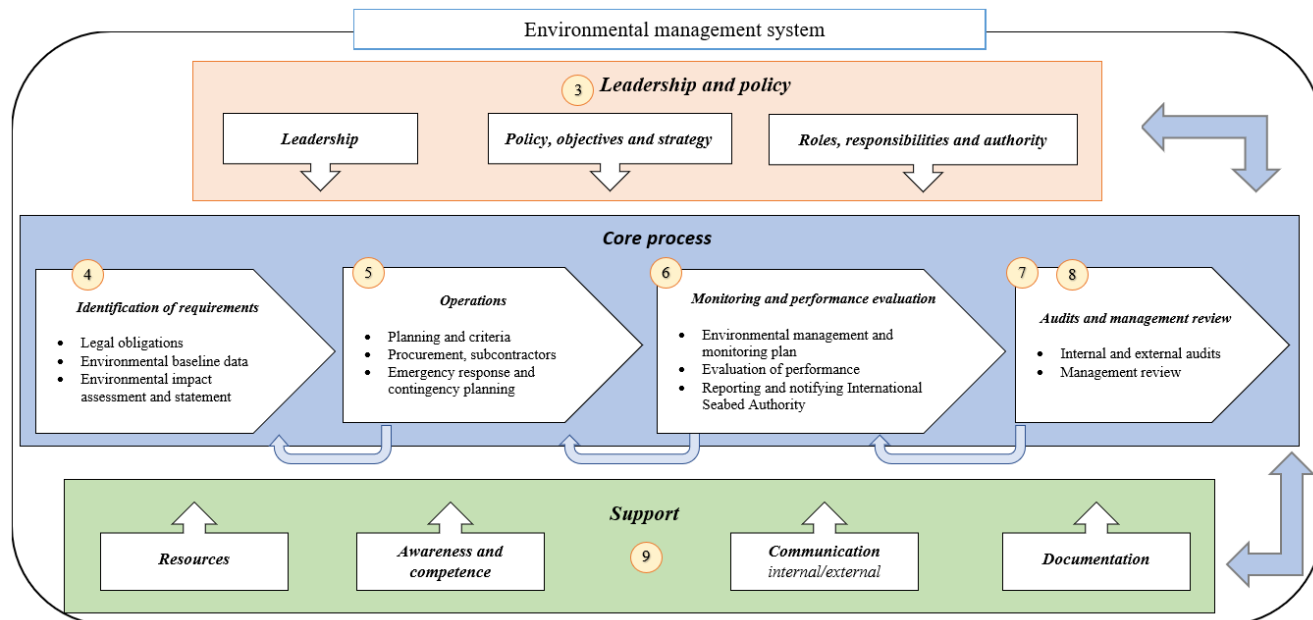 Environmental management system
3 Leadership and policy
Leadership
Policy, objectives and strategy
Roles, responsibilities and authority
Core process
4
Identification of requirements
• Legal obligations
• Environmental baseline data
• Environmental impact
assessment and statement
5
Operations
• Planning and criteria
• Procurement, subcontractors
• Emergency response and
contingency planning
6
Monitoring and performance evaluation
• Environmental management and
monitoring plan
• Evaluation of performance
• Reporting and notifying International
Seabed Authority
7 8
Audits and management review
• Internal and external audits
• Management review
Support
9
Resources
Awareness and
competence
Communication
internal/external
Documentation